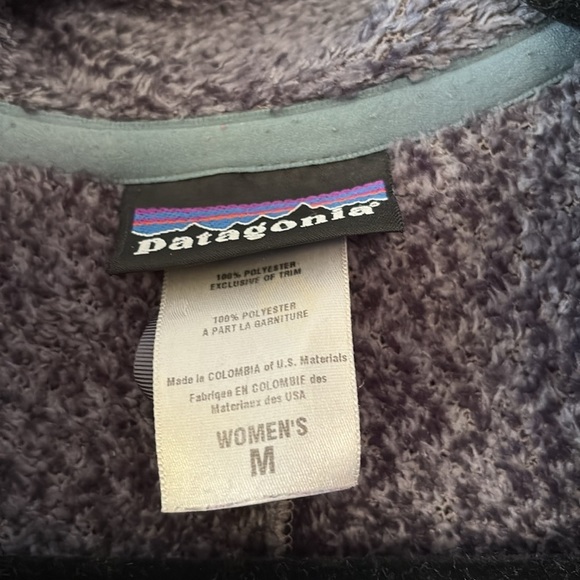 Patagonia®
100% POLYESTER
EXCLUSIVE OF TRIM
100% POLYESTER
A PART LA GARNITURE
Made in COLOMBIA of U.S. Materials
Fabriqen EN COLOMBIE des
Materiaux des USA
WOMEN'S
M